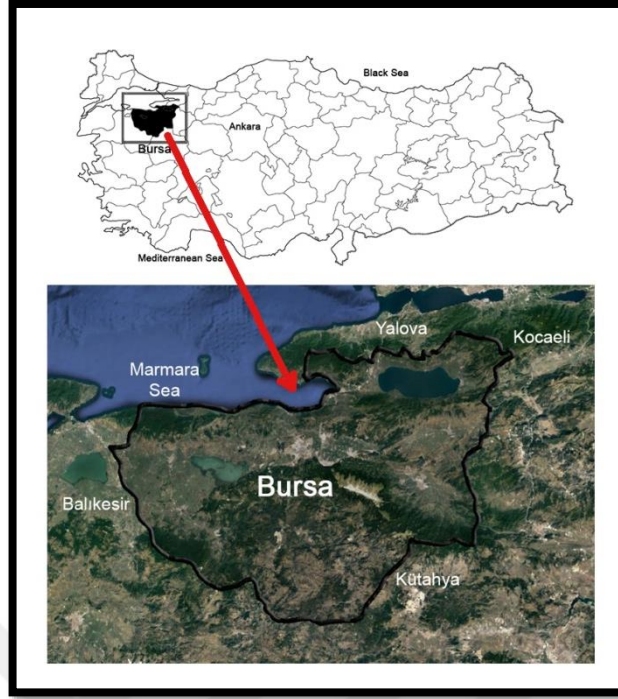 Black Sea
Ankara
Bursa
Mediterranean Sea
Yalova
Kocaeli
Marmara
Sea
Bursa
Balıkesir
Kütahya